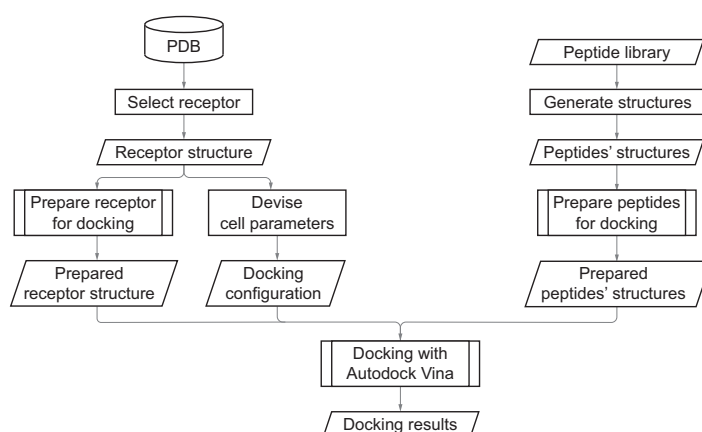 PDB
Select receptor
Receptor structure
Prepare receptor
for docking
Devise
cell parameters
Prepared
receptor structure
Docking
configuration
Peptide library
Generate structures
Peptides’ structures
Prepare peptides
for docking
Prepared
peptides’ structures
Docking with
Autodock Vina
Docking results